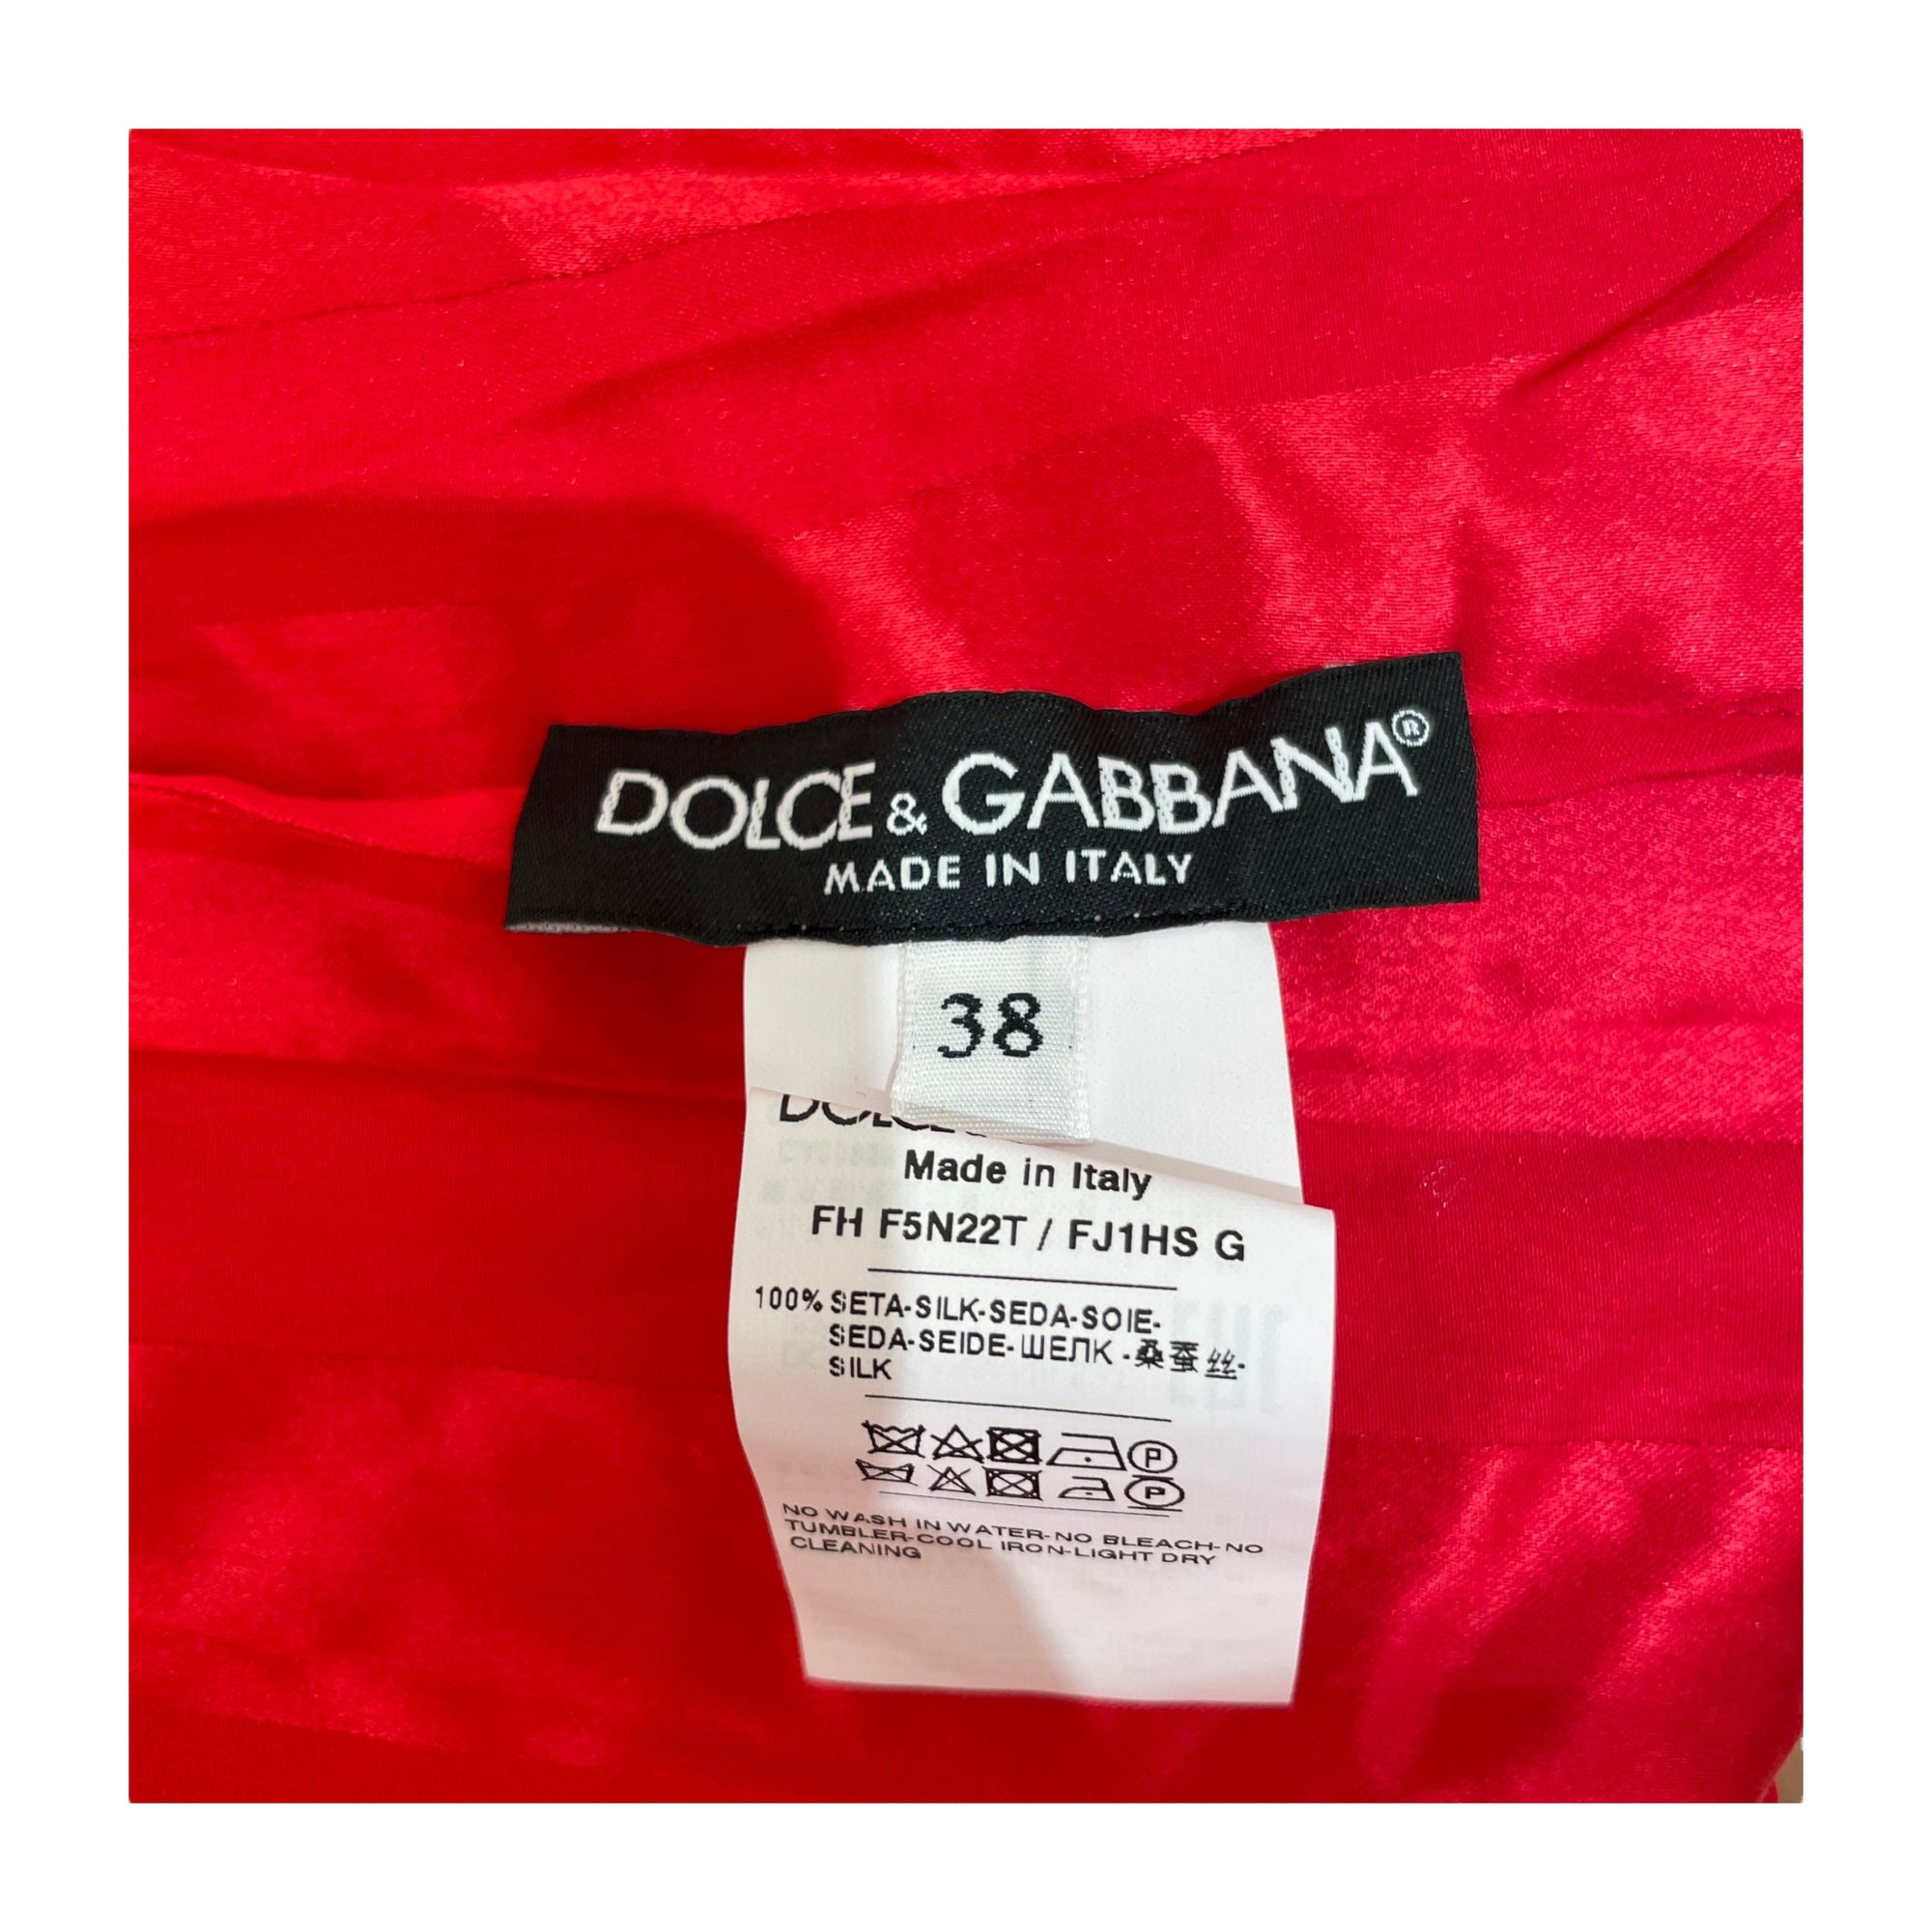 DOLCE & GABBANA®
MADE IN ITALY
38
Made in Italy
FH F5N22T / FJ1HS G
100% SETA-SILK-SEDA-SOIE-
SEDA-SEIDE-ШЕЛК-桑蚕丝-
SILK
P
P
NO WASH IN WATER-NO BLEACH-NO
TUMBLER-COOL IRON-LIGHT DRY
CLEANING